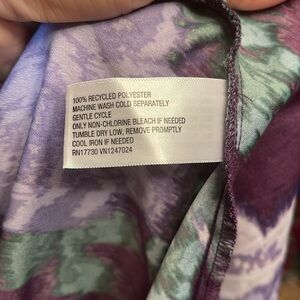 100% RECYCLED POLYESTER
MACHINE WASH COLD SEPARATELY
GENTLE CYCLE
ONLY NON-CHLORINE BLEACH IF NEEDED
TUMBLE DRY LOW, REMOVE PROMPTLY
COOL IRON IF NEEDED
RN17730 VN1247024